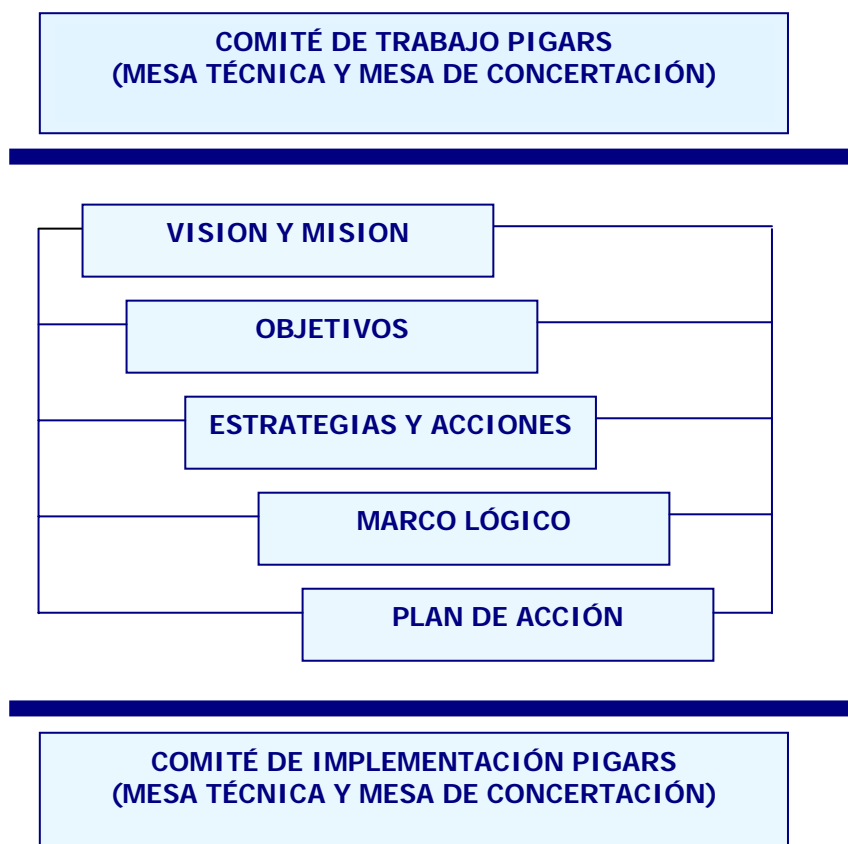 COMITÉ DE TRABAJO PIGARS
(MESA TÉCNICA Y MESA DE CONCERTACIÓN)
VISION Y MISION
OBJETIVOS
ESTRATEGIAS Y ACCIONES
MARCO LÓGICO
PLAN DE ACCIÓN
COMITÉ DE IMPLEMENTACIÓN PIGARS
(MESA TÉCNICA Y MESA DE CONCERTACIÓN)